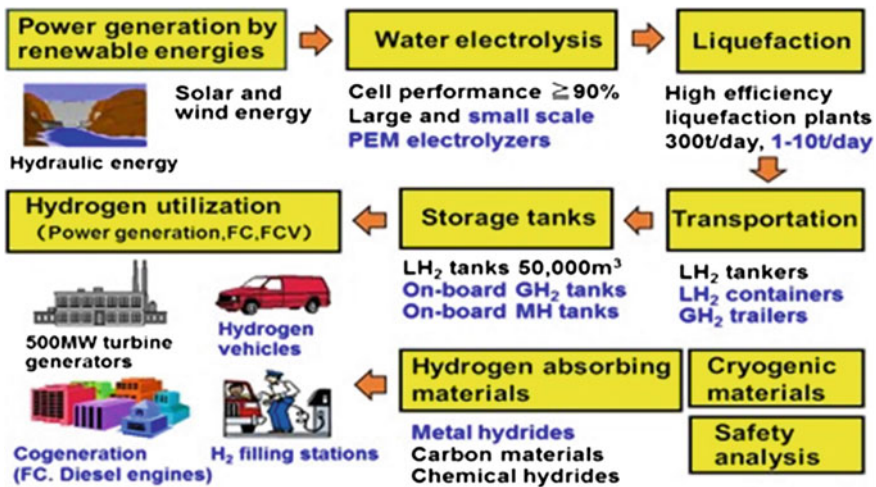 Power generation by
renewable energies
Water electrolysis
Liquefaction
Solar and
wind energy
Hydraulic energy
Cell performance ≧90%
Large and small scale
PEM electrolyzers
High efficiency
liquefaction plants
300t/day, 1-10t/day
Hydrogen utilization
(Power generation,FC,FCV)
Storage tanks
Transportation
LH₂ tanks 50,000m³
On-board GH₂ tanks
On-board MH tanks
LH₂ tankers
LH₂ containers
GH₂ trailers
500MW turbine
generators
Hydrogen
vehicles
Hydrogen absorbing
materials
Cryogenic
materials
Cogeneration
(FC. Diesel engines)
H₂ filling stations
Metal hydrides
Carbon materials
Chemical hydrides
Safety
analysis